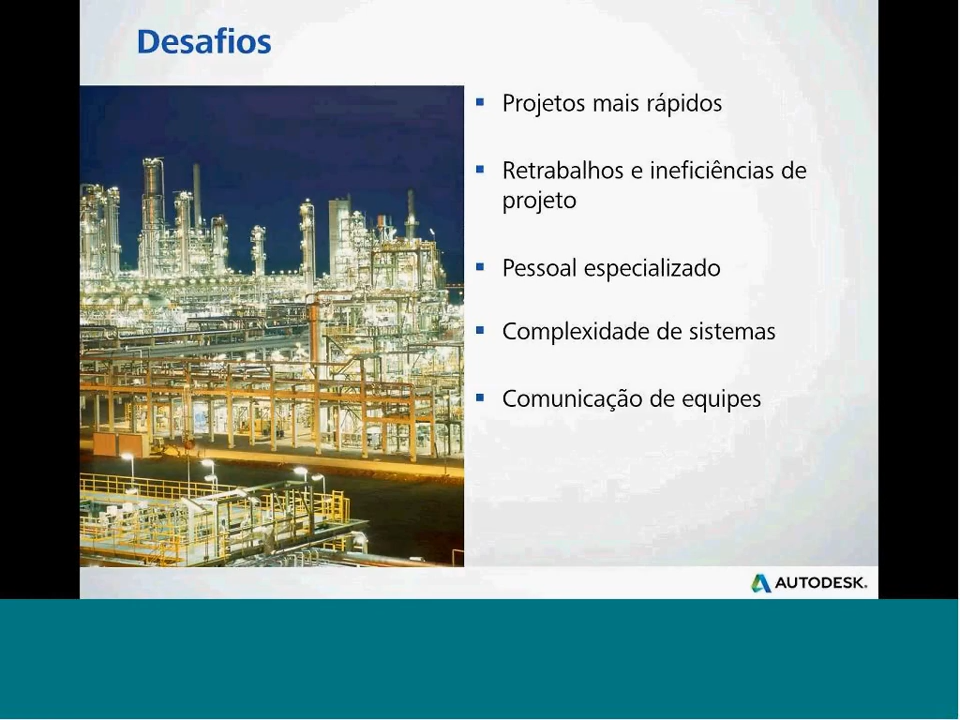 Desafios
Projetos mais rápidos
Retrabalhos e ineficiências de
projeto
Pessoal especializado
Complexidade de sistemas
Comunicação de equipes
AUTODESK.